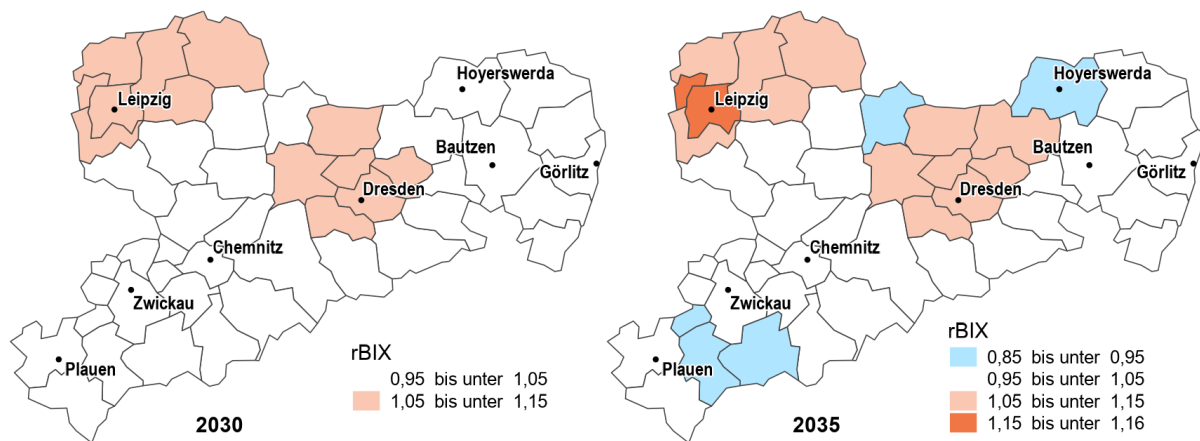 Hoyerswerda
Leipzig
Bautzen
Görlitz
Dresden
Chemnitz
Zwickau
Plauen
rBIX
0,95 bis unter 1,05
1,05 bis unter 1,15
2030
Hoyerswerda
Leipzig
Bautzen
Görlitz
Dresden
Chemnitz
Zwickau
Plauen
rBIX
0,85 bis unter 0,95
0,95 bis unter 1,05
1,05 bis unter 1,15
1,15 bis unter 1,16
2035